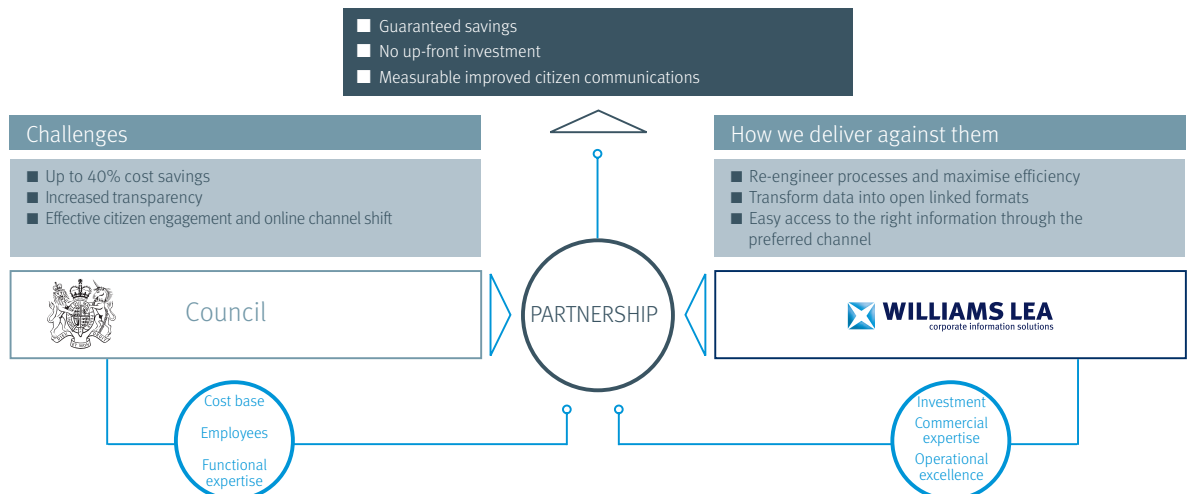 Guaranteed savings
No up-front investment
Measurable improved citizen communications
Challenges
Up to 40% cost savings
Increased transparency
Effective citizen engagement and online channel shift
How we deliver against them
Re-engineer processes and maximise efficiency
Transform data into open linked formats
Easy access to the right information through the
preferred channel
Council
PARTNERSHIP
WILLIAMS LEA
corporate information solutions
Cost base
Employees
Functional
expertise
Investment
Commercial
expertise
Operational
excellence